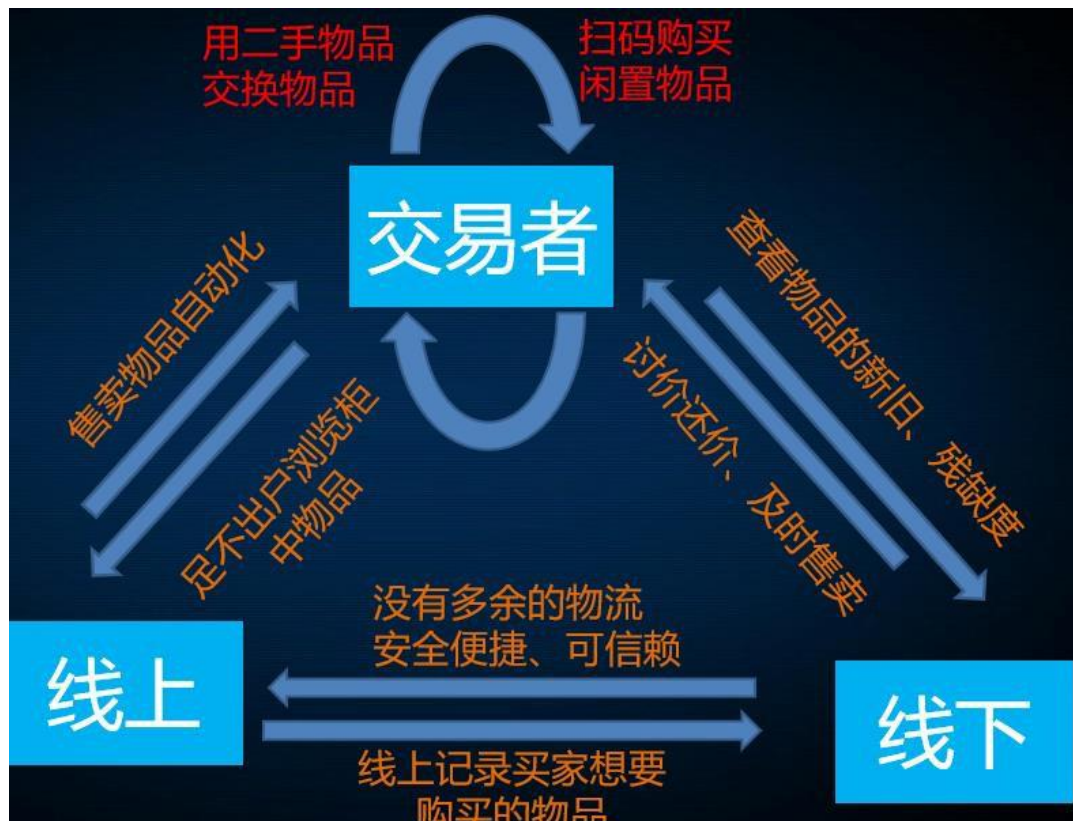 用二手物品
交换物品
扫码购买
闲置物品
交易者
售卖物品自动化
足不出户浏览柜
中物品
查看物品的新旧、残缺度
讨价还价、及时售卖
没有多余的物流
安全便捷、可信赖
线上
线下
线上记录买家想要
购买的物品